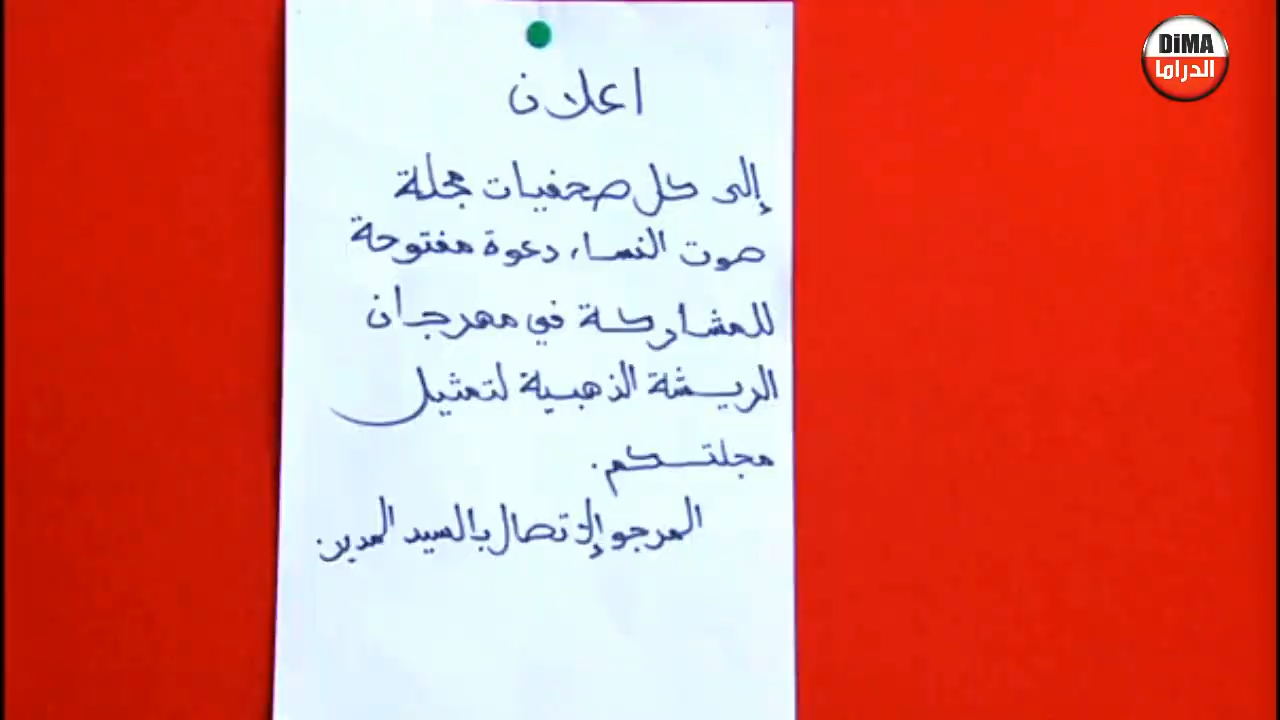 DiMA
الدراما
اعلان
إلى كل صحفيات مجلة
صوت النساء دعوة مفتوحة
للمشاركة في مهرجان
الريشة الذهبية لتمثيل
مجلتكم.
المرجو الإتصال بالسيد المدير.